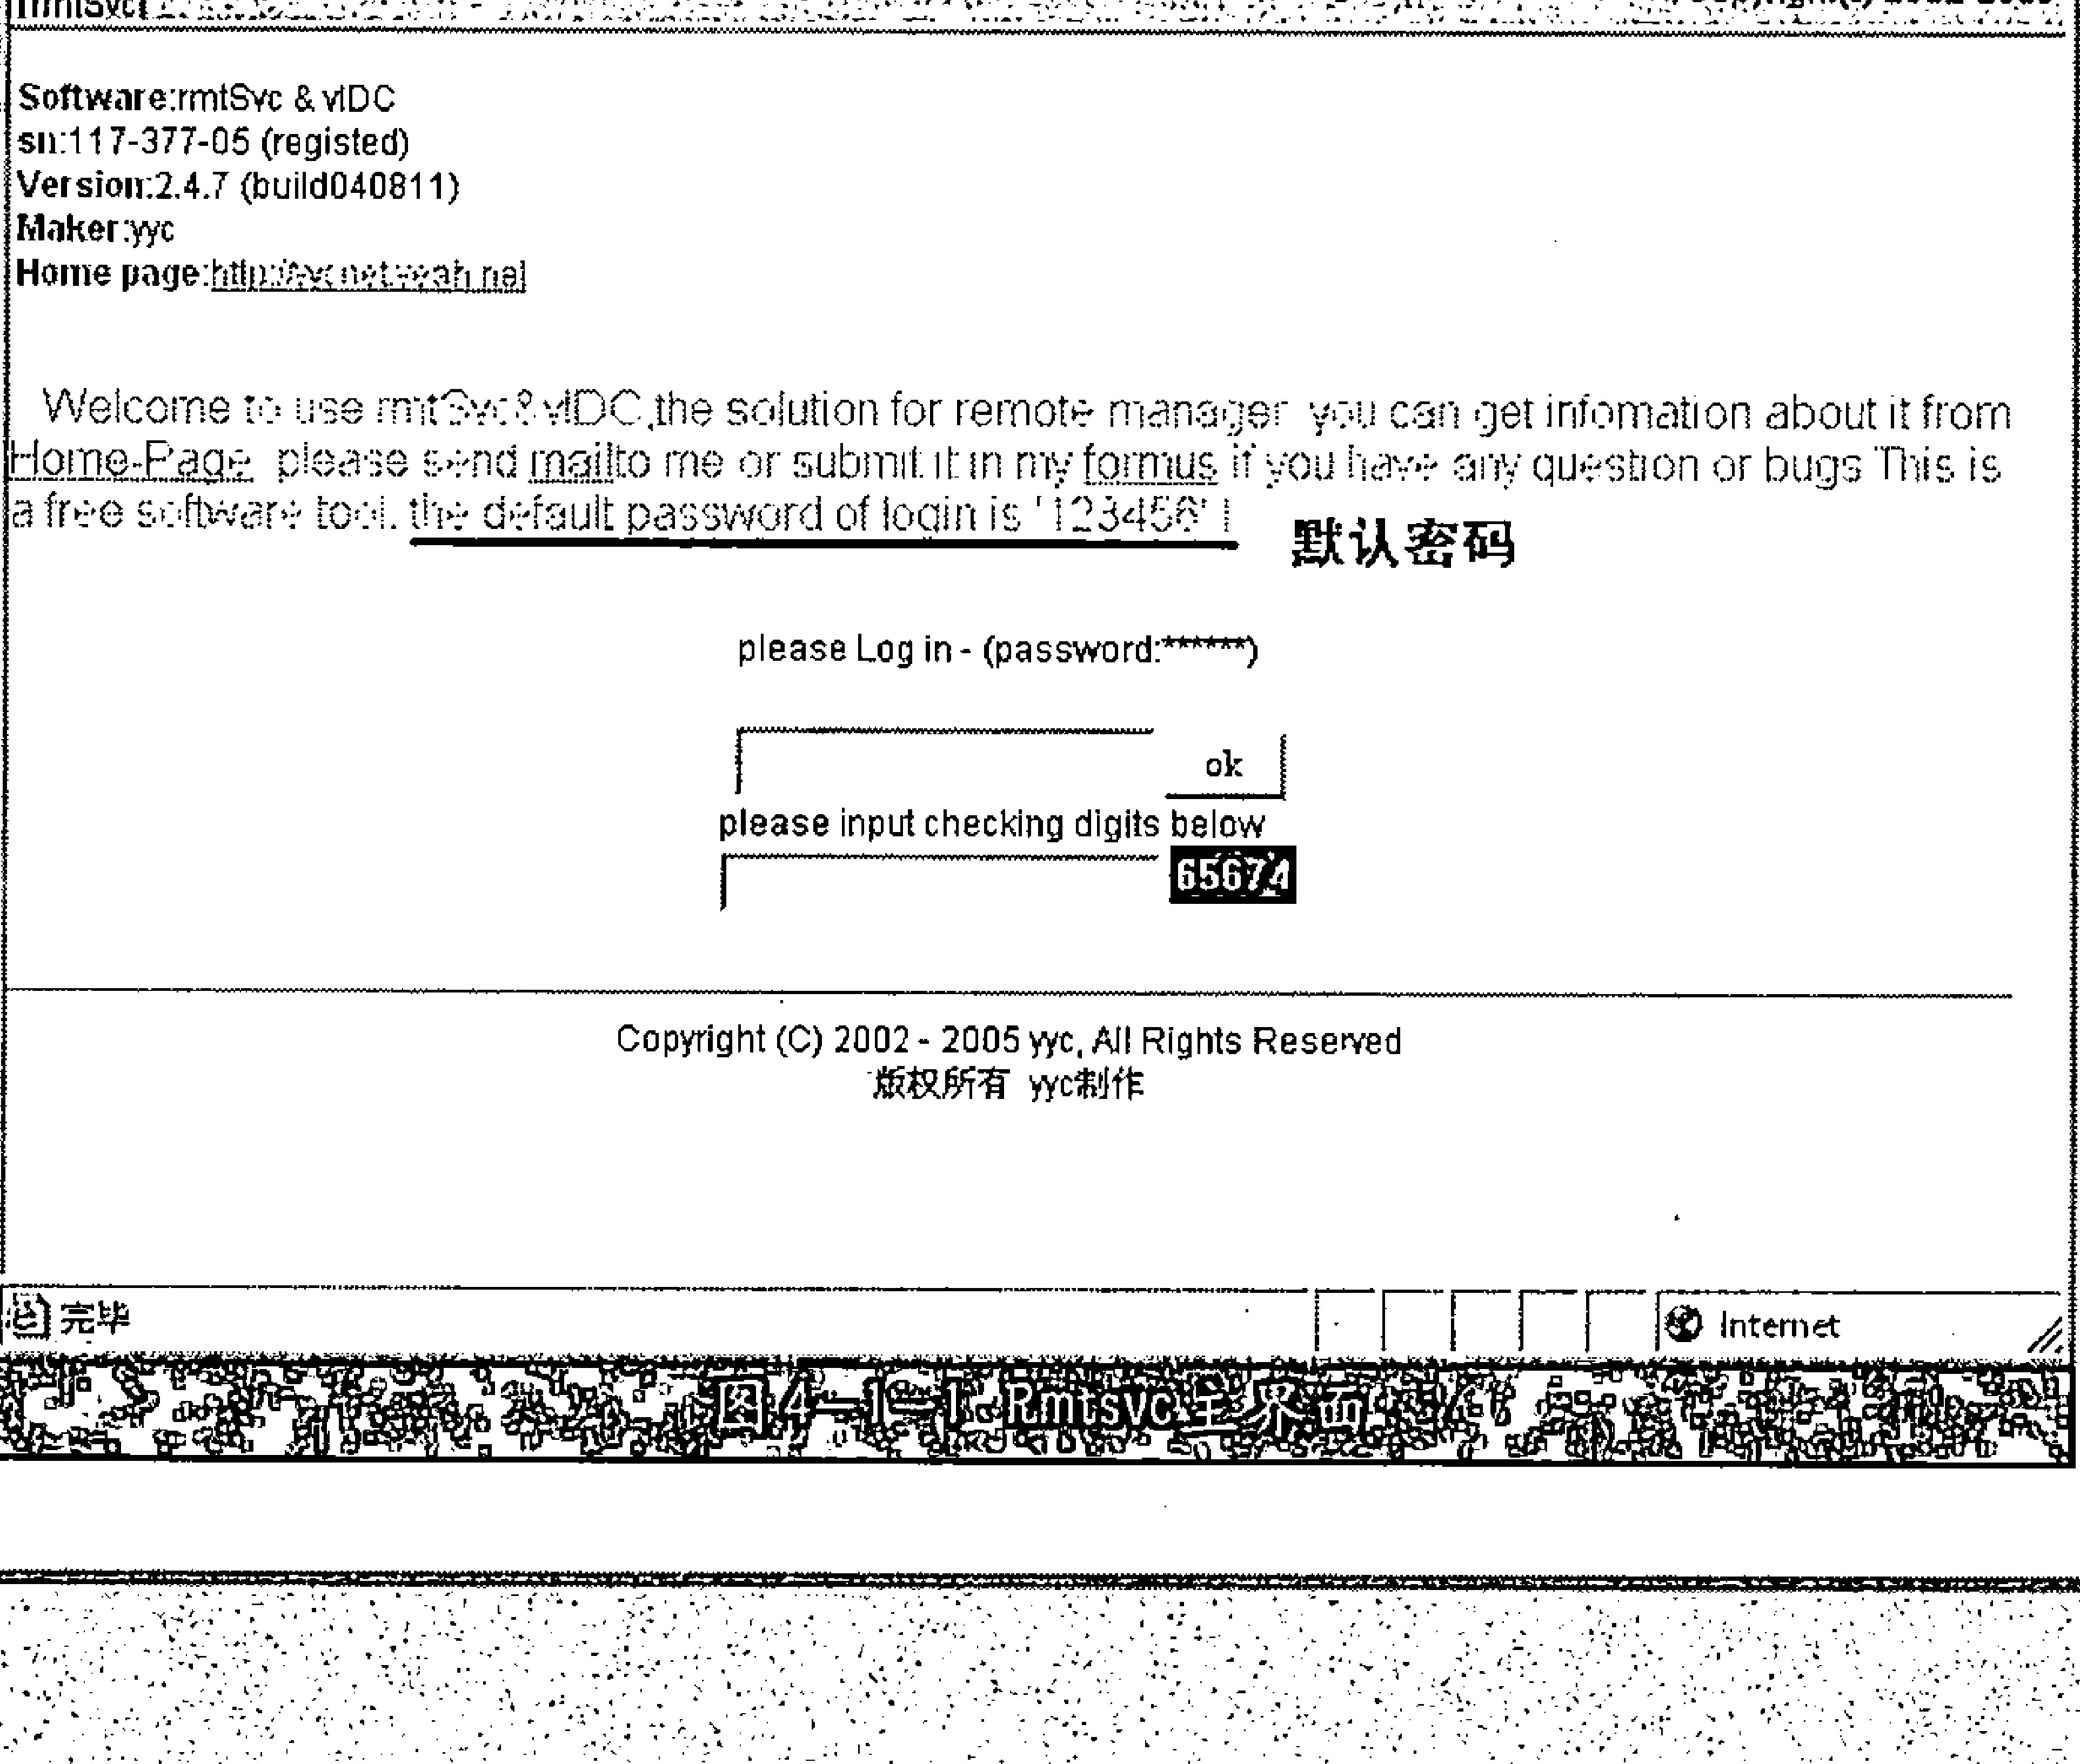 Software:rmtSvc & vIDC
sn:117-377-05 (registed)
Version:2.4.7 (build040811)
Maker:yyc
Home page:
Welcome to use rmtSvc&vIDC,the solution for remote manager you can get infomation about it from
Home-Page please send mailto me or submit it in my formus if you have any question or bugs This is
a free software tool. the default password of login is '123456' !
默认密码
please Log in - (password:******)
ok
please input checking digits below
65674
Copyright (C) 2002 - 2005 yyc, All Rights Reserved
版权所有 yyc制作
完毕
Internet
图 4—1—1 Rmtsvc主界面